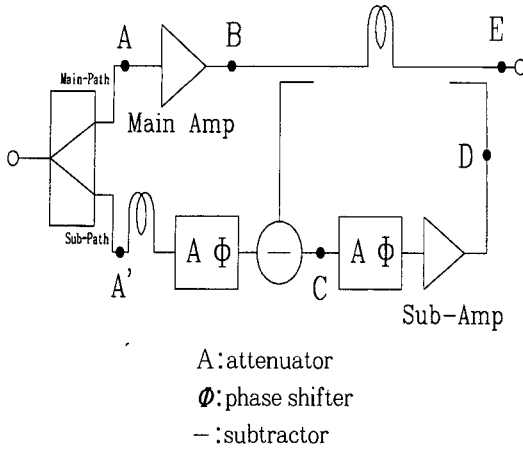 A
B
E
Main-Path
Main Amp
D
Sub-Path
A'
A Φ
−
C
A Φ
Sub-Amp
A:attenuator
Φ:phase shifter
−:subtractor